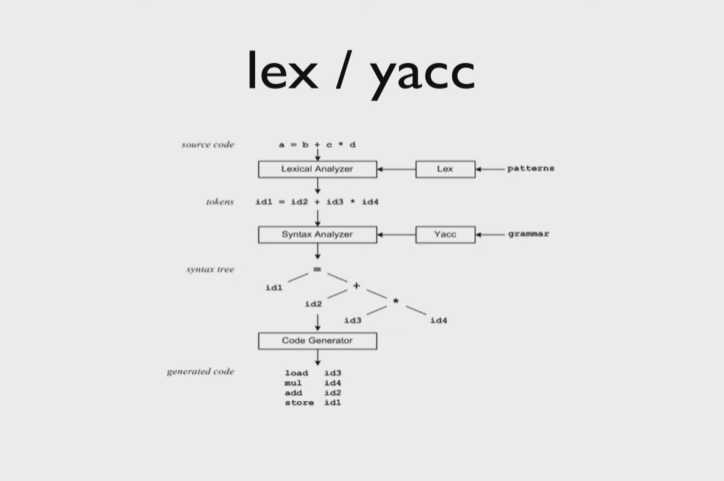 lex / yacc
source code a = b + c * d
Lexical Analyzer Lex patterns
tokens id1 = id2 + id3 * id4
Syntax Analyzer Yacc grammar
syntax tree =
id1 +
id2 *
id3 id4
Code Generator
generated code load id3
mul id4
add id2
store id1